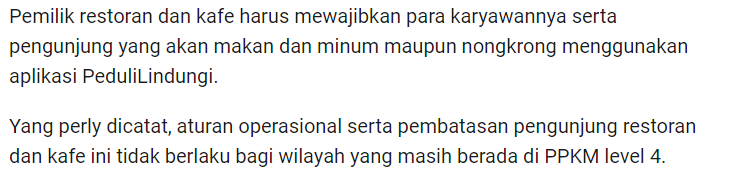 Pemilik restoran dan kafe harus mewajibkan para karyawannya serta
pengunjung yang akan makan dan minum maupun nongkrong menggunakan
aplikasi PeduliLindungi.
Yang perly dicatat, aturan operasional serta pembatasan pengunjung restoran
dan kafe ini tidak berlaku bagi wilayah yang masih berada di PPKM level 4.